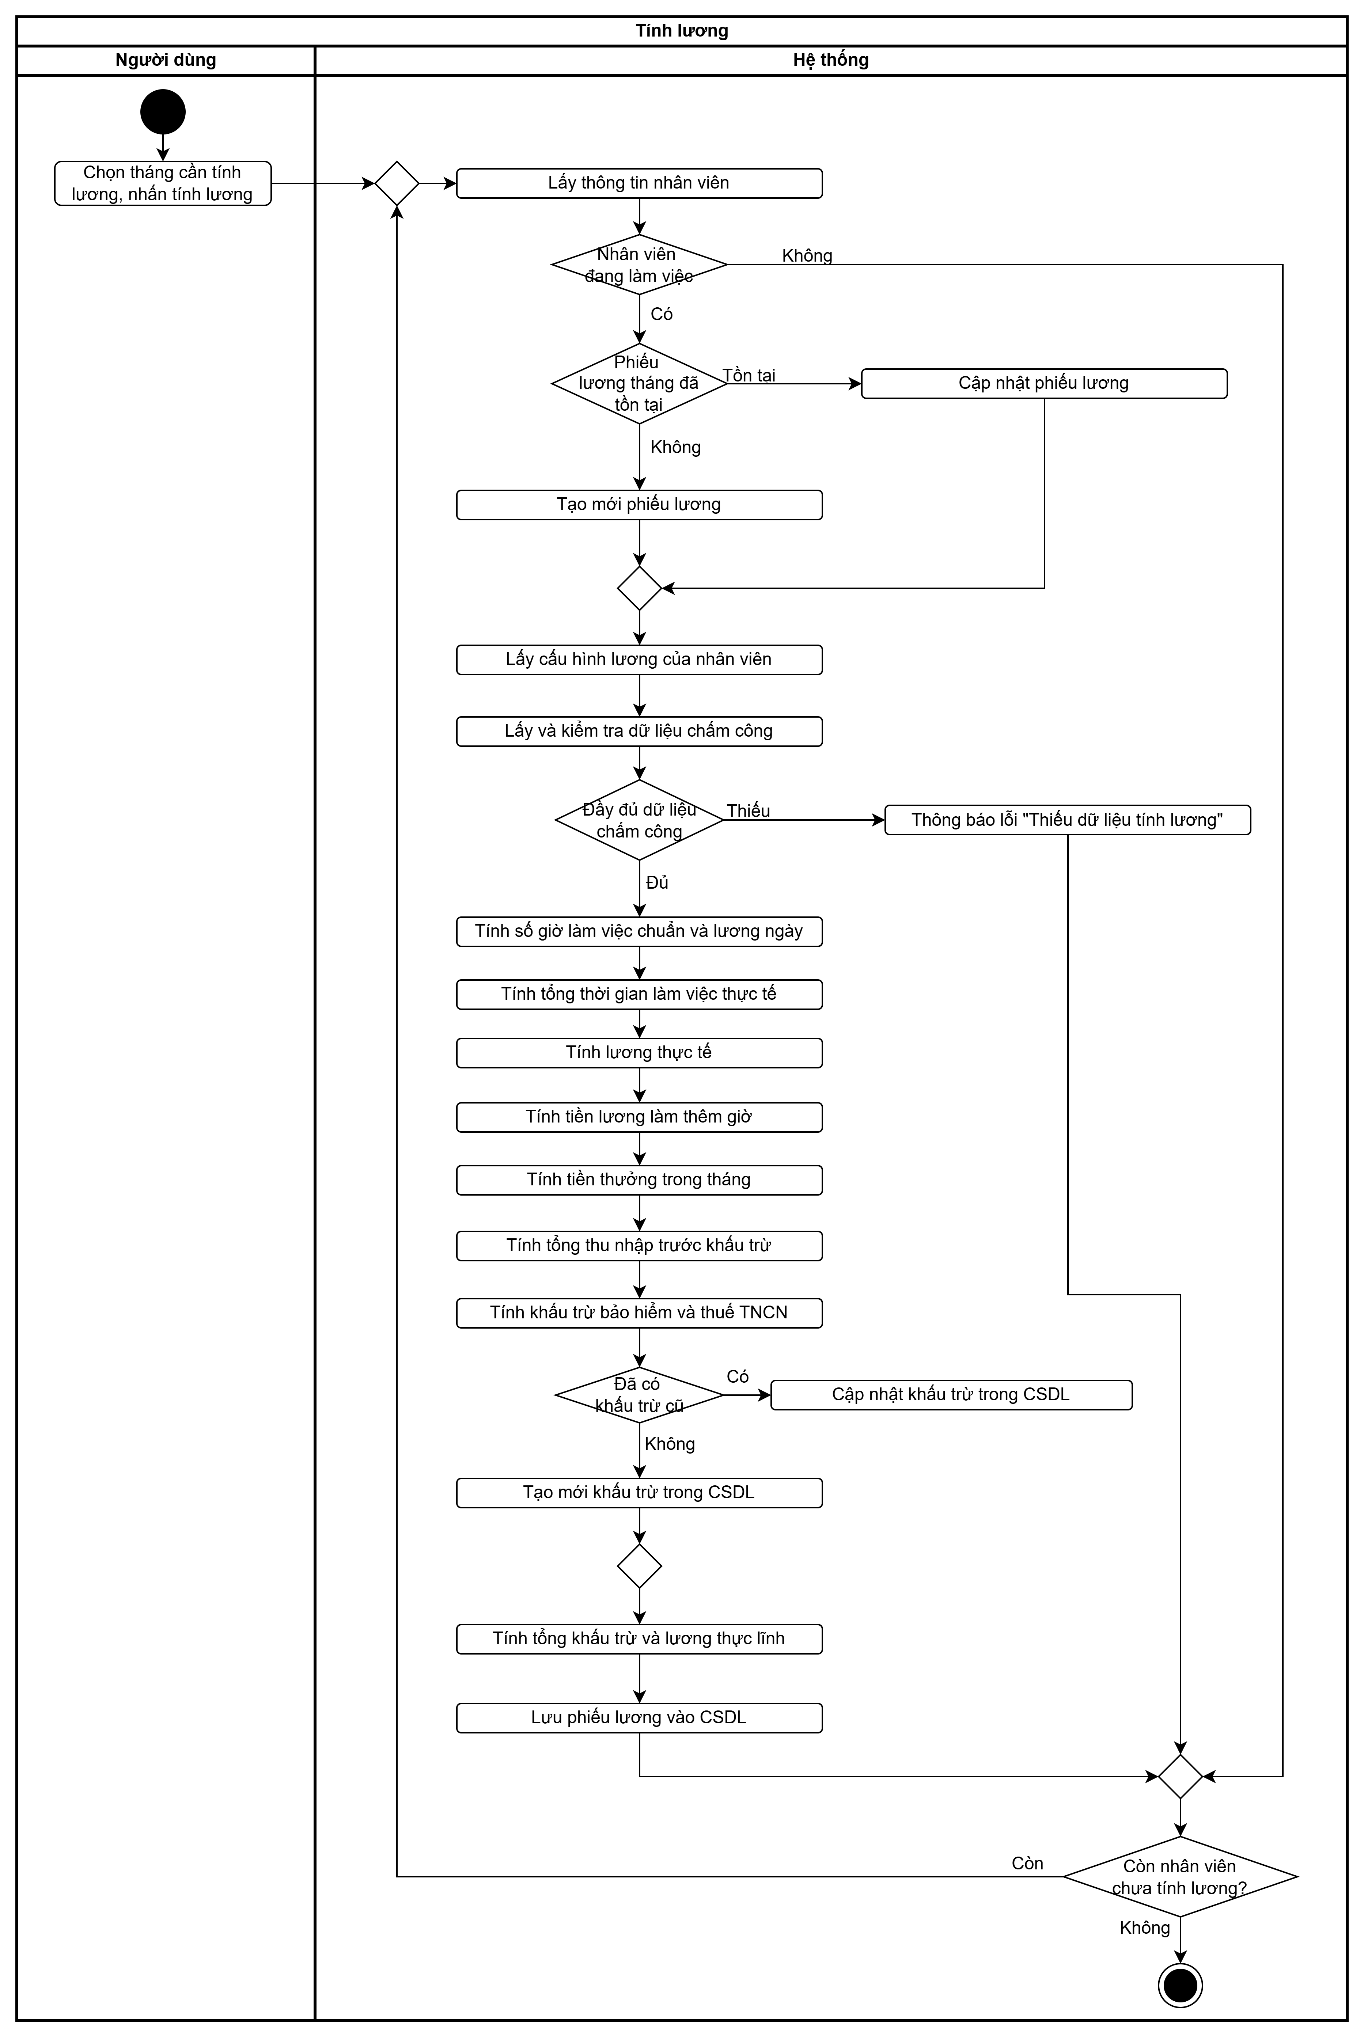 Tính lương
Người dùng
Hệ thống
Chọn tháng cần tính
lương, nhấn tính lương
Lấy thông tin nhân viên
Nhân viên
đang làm việc
Không
Có
Phiếu
lương tháng đã
tồn tại
Tồn tai
Cập nhật phiếu lương
Không
Tạo mới phiếu lương
Lấy cấu hình lương của nhân viên
Lấy và kiểm tra dữ liệu chấm công
Đầy đủ dữ liệu
chấm công
Thiếu
Thông báo lỗi "Thiếu dữ liệu tính lương"
Đủ
Tính số giờ làm việc chuẩn và lương ngày
Tính tổng thời gian làm việc thực tế
Tính lương thực tế
Tính tiền lương làm thêm giờ
Tính tiền thưởng trong tháng
Tính tổng thu nhập trước khấu trừ
Tính khấu trừ bảo hiểm và thuế TNCN
Đã có
khấu trừ cũ
Có
Cập nhật khấu trừ trong CSDL
Không
Tạo mới khấu trừ trong CSDL
Tính tổng khấu trừ và lương thực lĩnh
Lưu phiếu lương vào CSDL
Còn
Còn nhân viên
chưa tính lương?
Không